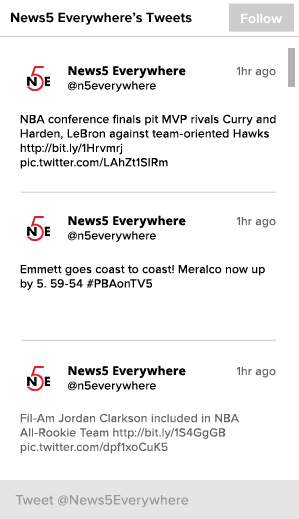 News5 Everywhere's Tweets
Follow
N5E
News5 Everywhere
1hr ago
@n5everywhere
NBA conference finals pit MVP rivals Curry and
Harden, LeBron against team-oriented Hawks
http://bit.ly/1Hrvmrj
pic.twitter.com/LAhZt1SlRm
N5E
News5 Everywhere
1hr ago
@n5everywhere
Emmett goes coast to coast! Meralco now up
by 5. 59-54 #PBAonTV5
N5E
News5 Everywhere
1hr ago
@n5everywhere
Fil-Am Jordan Clarkson included in NBA
All-Rookie Team http://bit.ly/1S4GgGB
pic.twitter.com/dpf1xoCuK5
Tweet @News5Everywhere